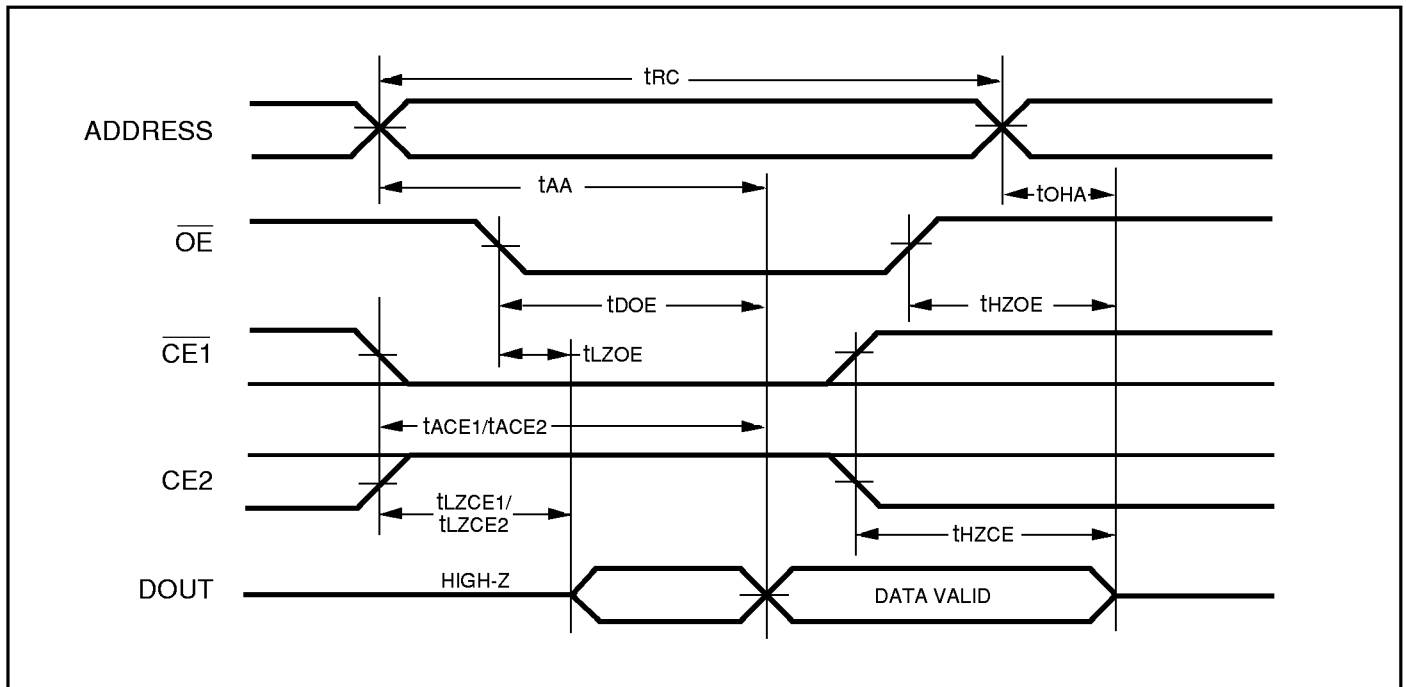 tRC
ADDRESS
tAA
tOHA
OE
tDOE
tHZOE
CE1
tLZOE
tACE1/tACE2
CE2
tLZCE1/
tLZCE2
tHZCE
DOUT
HIGH-Z
DATA VALID